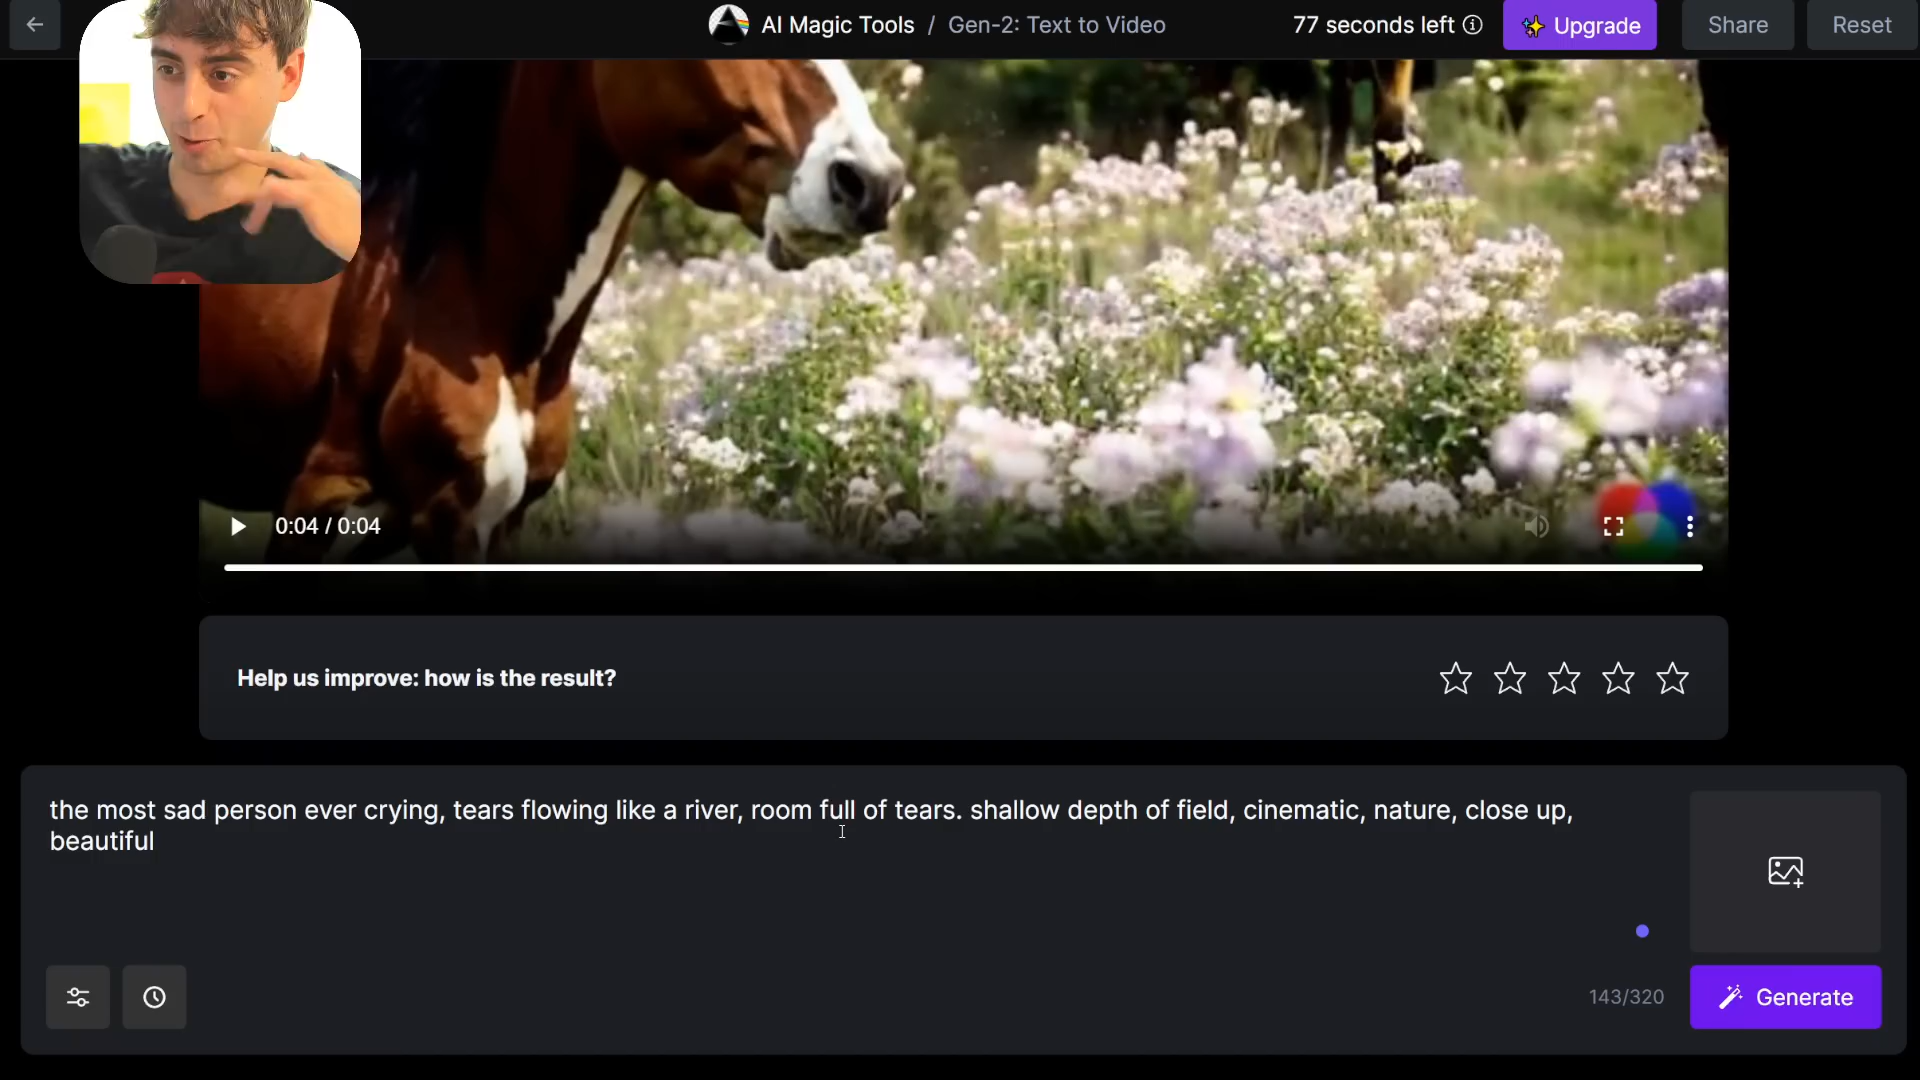 AI Magic Tools / Gen-2: Text to Video
77 seconds left
Upgrade
Share
Reset
0:04 / 0:04
Help us improve: how is the result?
the most sad person ever crying, tears flowing like a river, room full of tears. shallow depth of field, cinematic, nature, close up,
beautiful
143/320
Generate